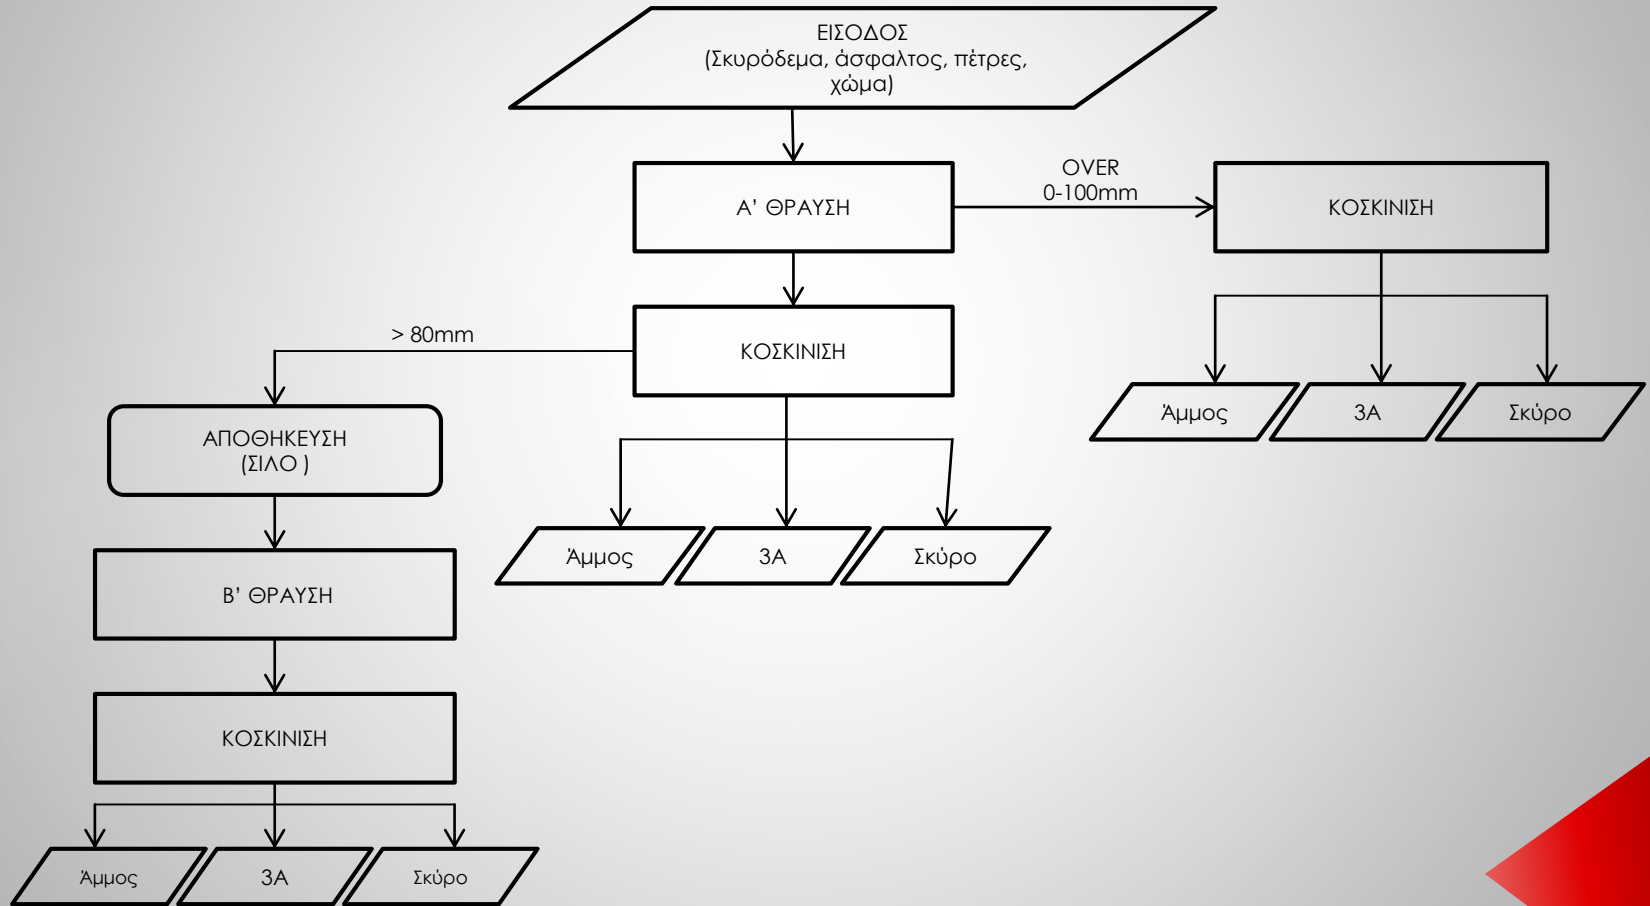 ΕΙΣΟΔΟΣ
(Σκυρόδεμα, άσφαλτος, πέτρες,
χώμα)
Α' ΘΡΑΥΣΗ
OVER
0-100mm
ΚΟΣΚΙΝΙΣΗ
> 80mm
ΚΟΣΚΙΝΙΣΗ
Άμμος
3Α
Σκύρο
ΑΠΟΘΗΚΕΥΣΗ
(ΣΙΛΟ )
Άμμος
3Α
Σκύρο
Β' ΘΡΑΥΣΗ
ΚΟΣΚΙΝΙΣΗ
Άμμος
3Α
Σκύρο